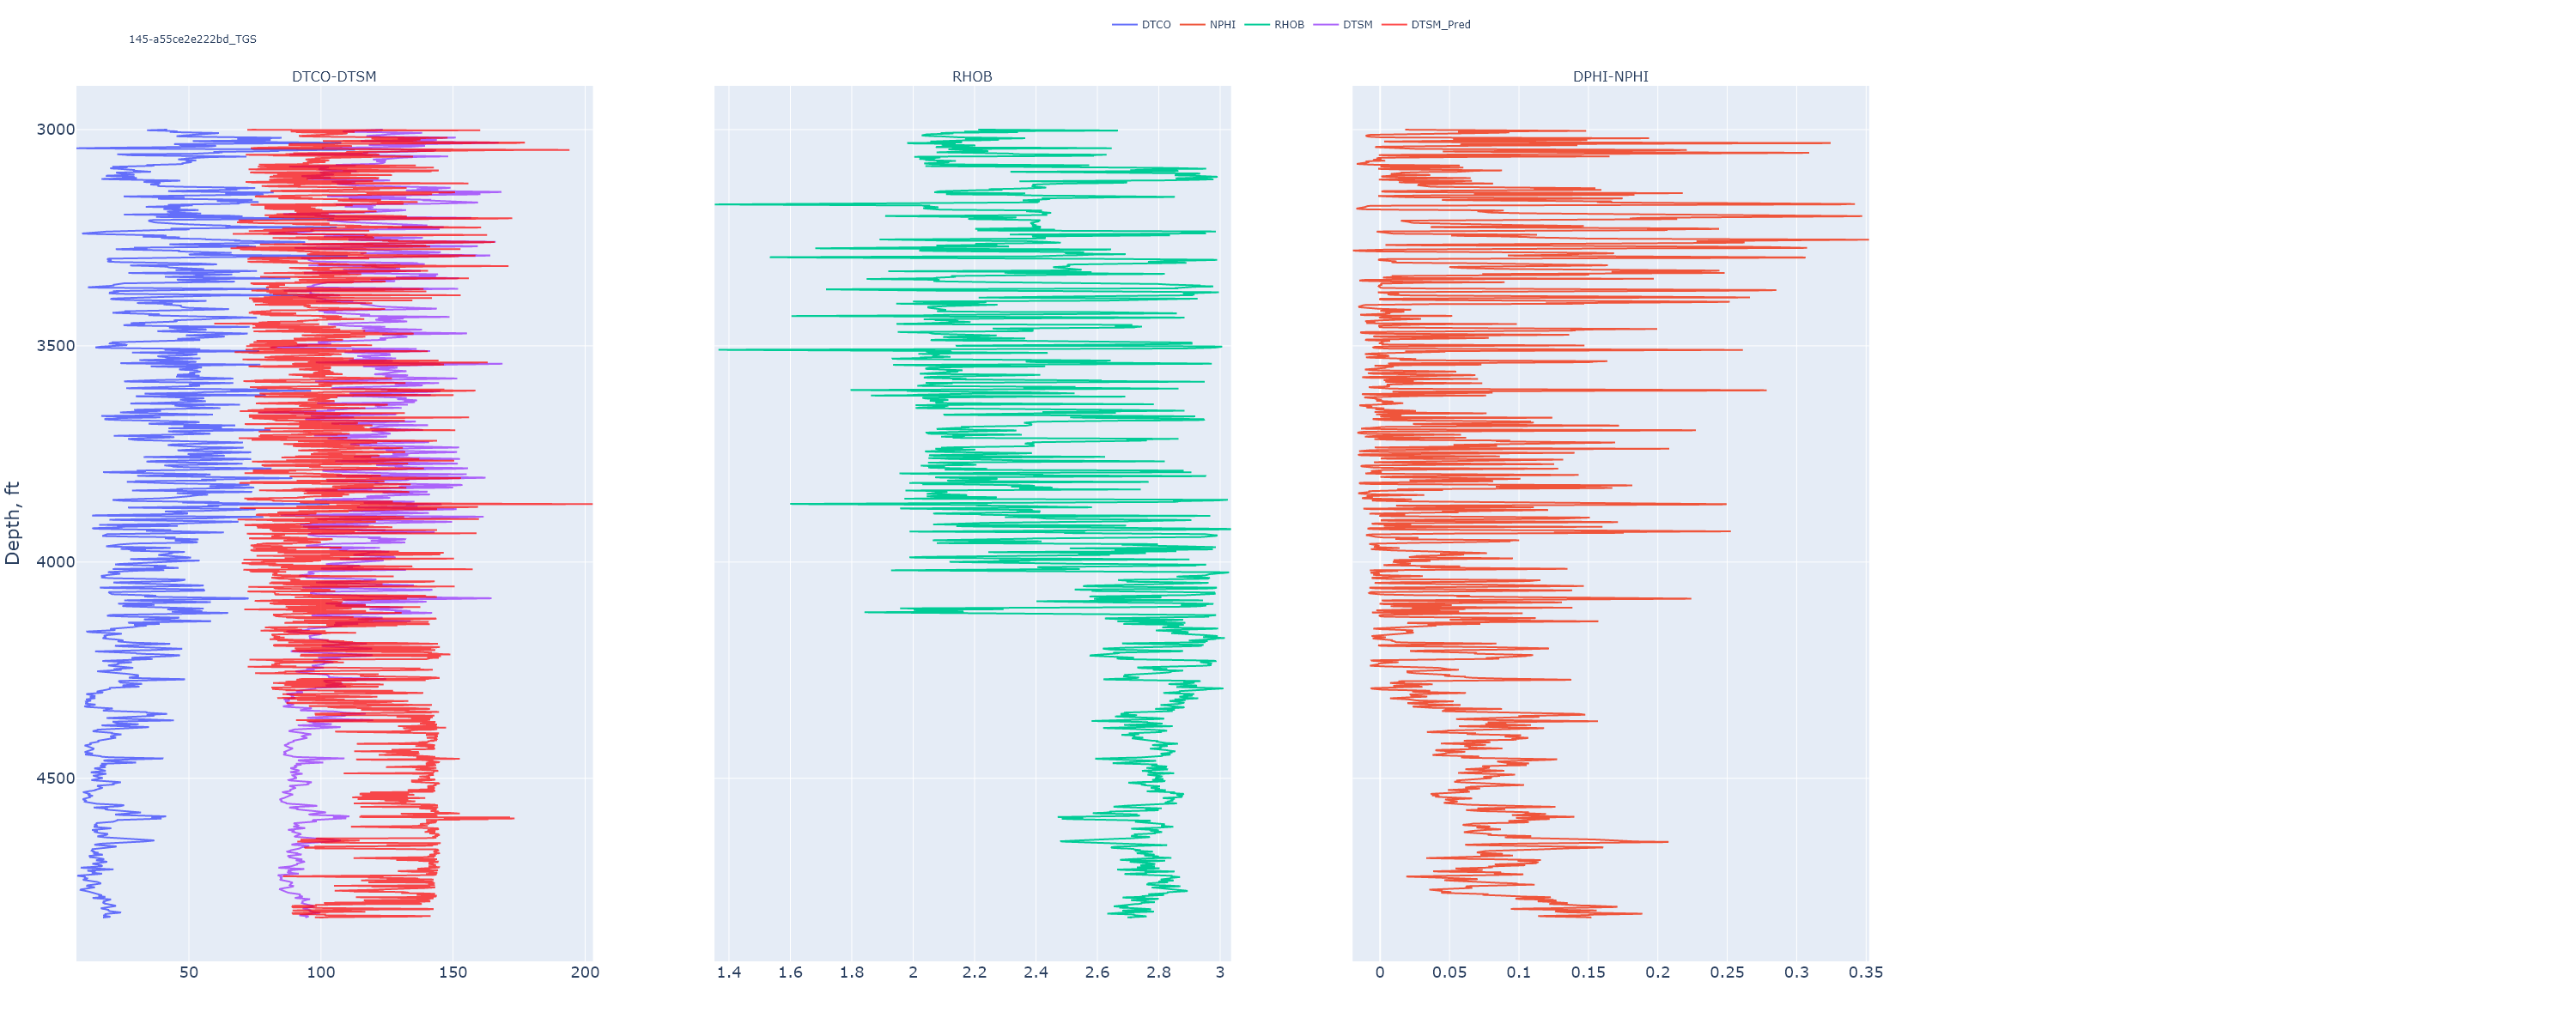 DTCO NPHI RHOB DTSM DTSM_Pred
145-a55ce2e222bd_TGS
DTCO-DTSM RHOB DPHI-NPHI
Depth, ft
3000
3500
4000
4500
50 100 150 200 1.4 1.6 1.8 2 2.2 2.4 2.6 2.8 3 0 0.05 0.1 0.15 0.2 0.25 0.3 0.35